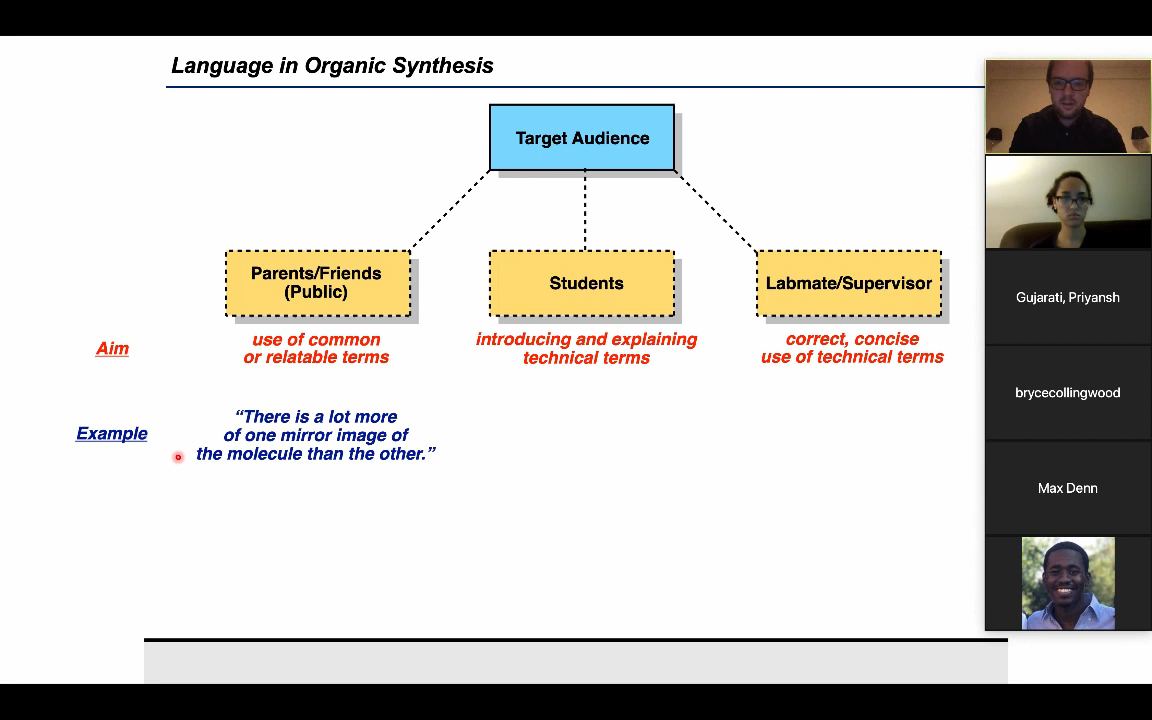 Language in Organic Synthesis
Target Audience
Parents/Friends
(Public)
Students
Labmate/Supervisor
Aim
use of common
or relatable terms
introducing and explaining
technical terms
correct, concise
use of technical terms
Example
“There is a lot more
of one mirror image of
the molecule than the other.”
Gujarati, Priyansh
brycecollingwood
Max Denn